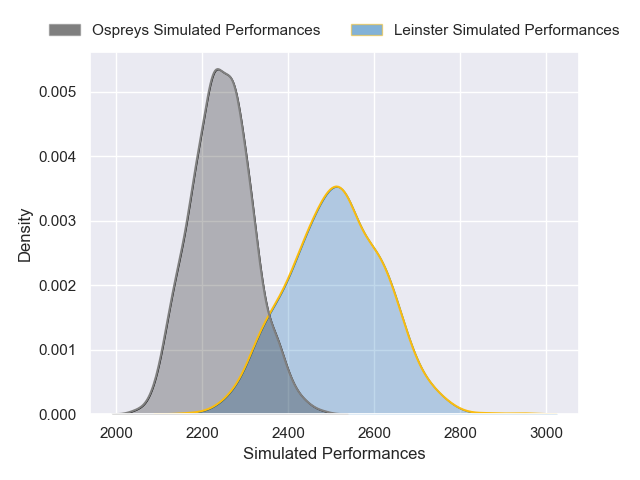 Ospreys Simulated Performances Leinster Simulated Performances
0.005
0.004
0.003
0.002
0.001
0.000
Density
2000 2200 2400 2600 2800 3000
Simulated Performances